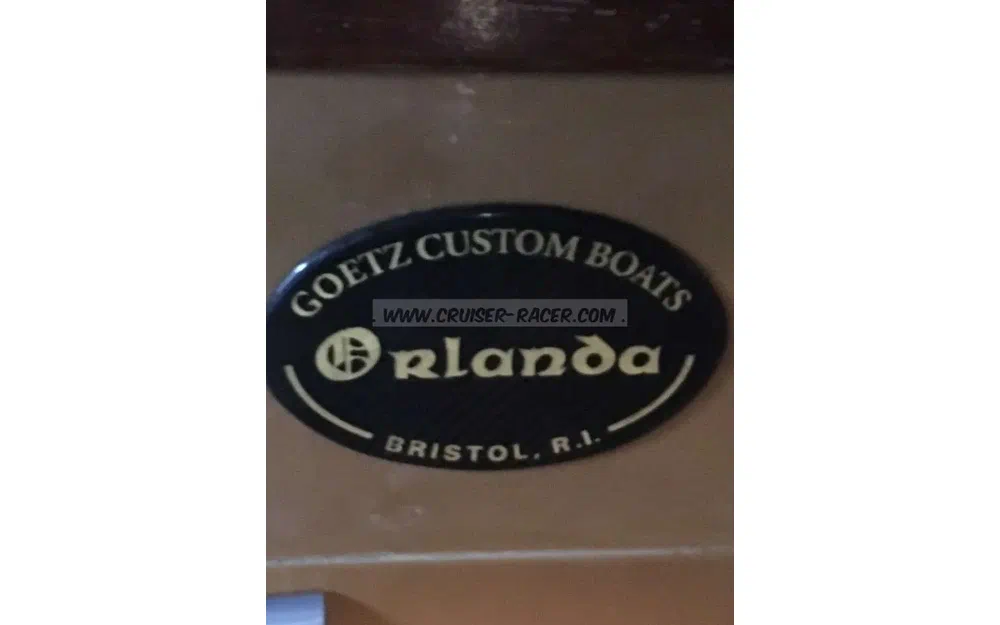 GOETZ CUSTOM BOATS
. WWW.CRUISER-RACER.COM .
Orlanda
BRISTOL, R.I.